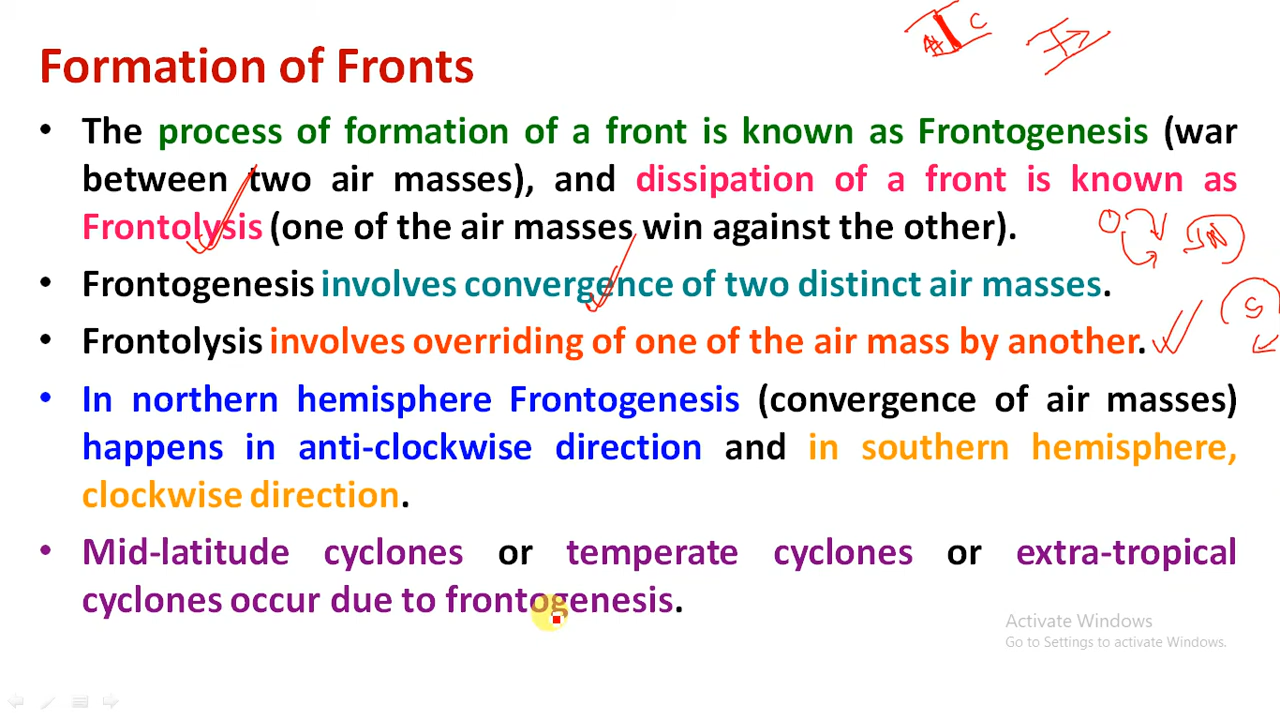 Formation of Fronts
• The process of formation of a front is known as Frontogenesis (war
between two air masses), and dissipation of a front is known as
Frontolysis (one of the air masses win against the other).
• Frontogenesis involves convergence of two distinct air masses.
• Frontolysis involves overriding of one of the air mass by another.
• In northern hemisphere Frontogenesis (convergence of air masses)
happens in anti-clockwise direction and in southern hemisphere,
clockwise direction.
• Mid-latitude cyclones or temperate cyclones or extra-tropical
cyclones occur due to frontogenesis.
C
S
Activate Windows
Go to Settings to activate Windows.